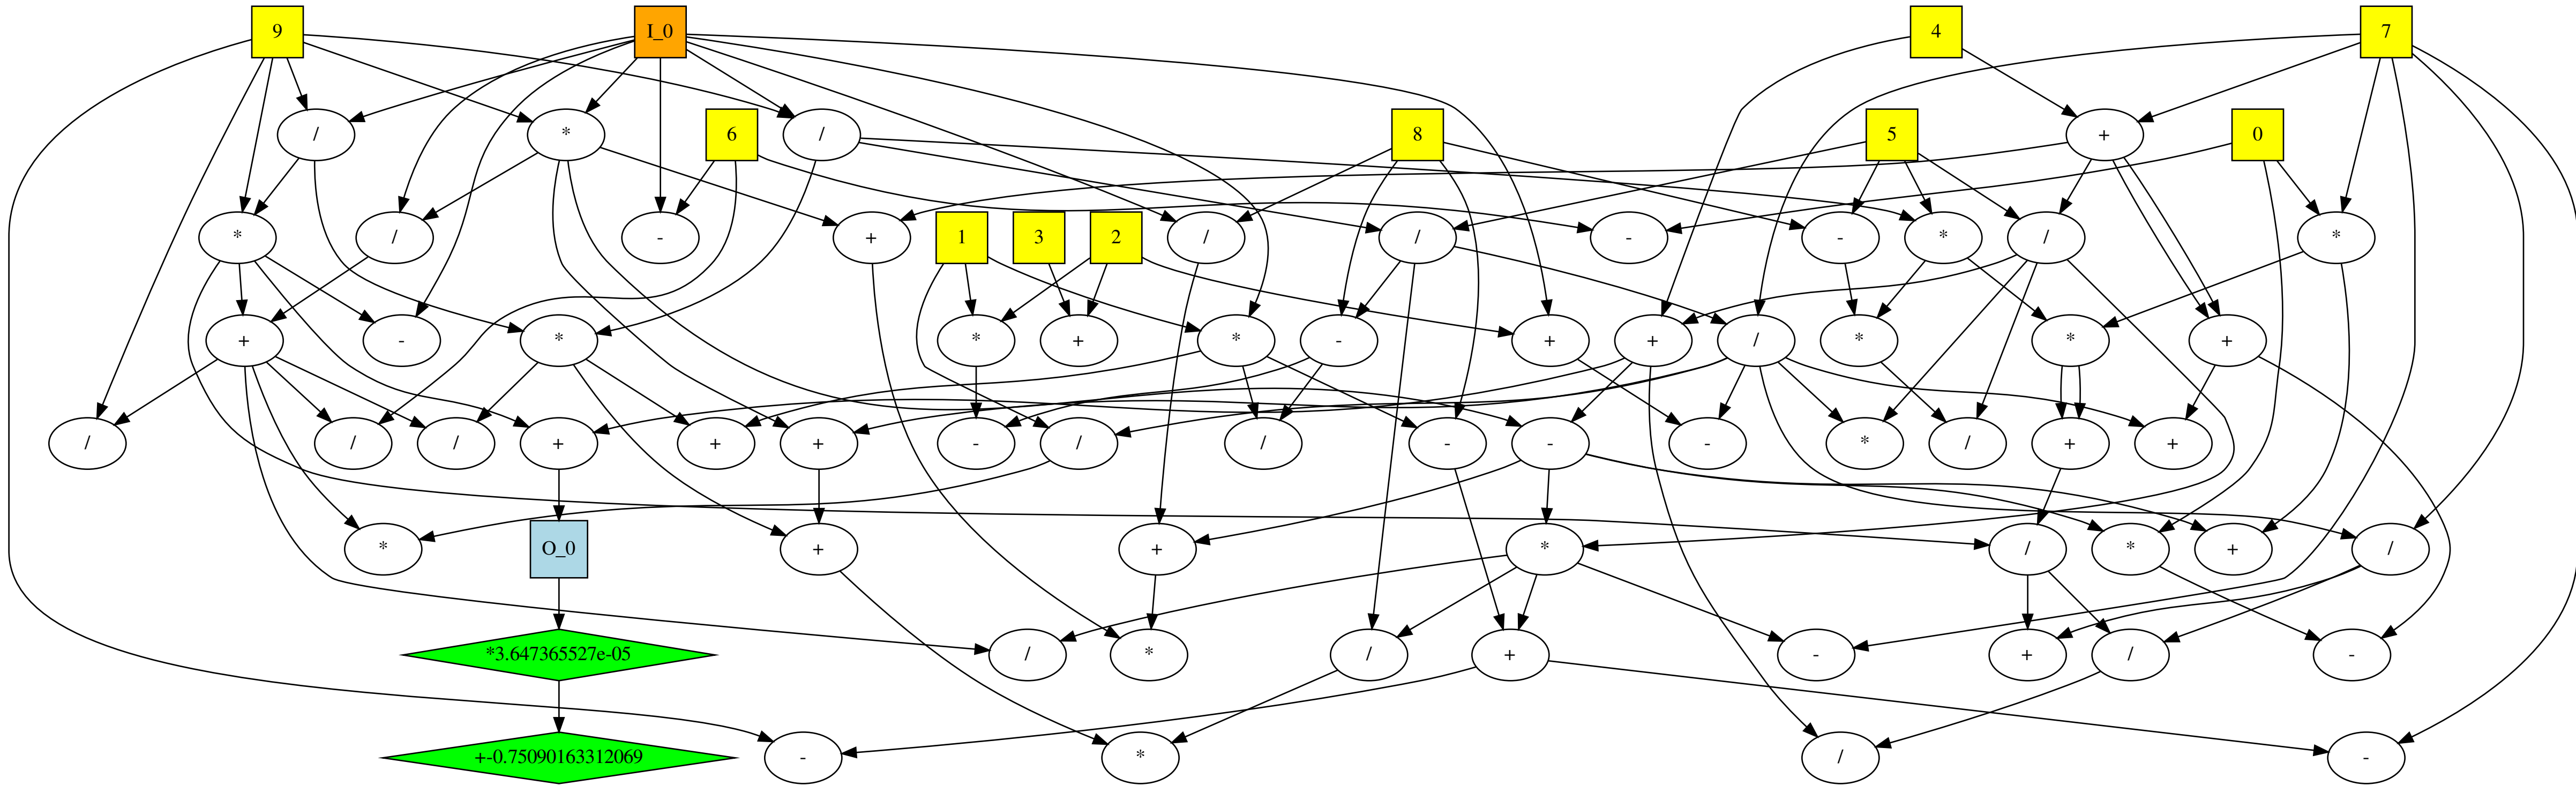 9 I_0 4 7
/ * 6 / 8 5 + 0
* / - + 1 3 2 / / - - * / *
+ - * * + * - + + / * * +
/ / / + + + - / / - - - * / + +
* O_0 + + * / * + /
*3.647365527e-05 / * / + - + / -
+-0.75090163312069 - * / -